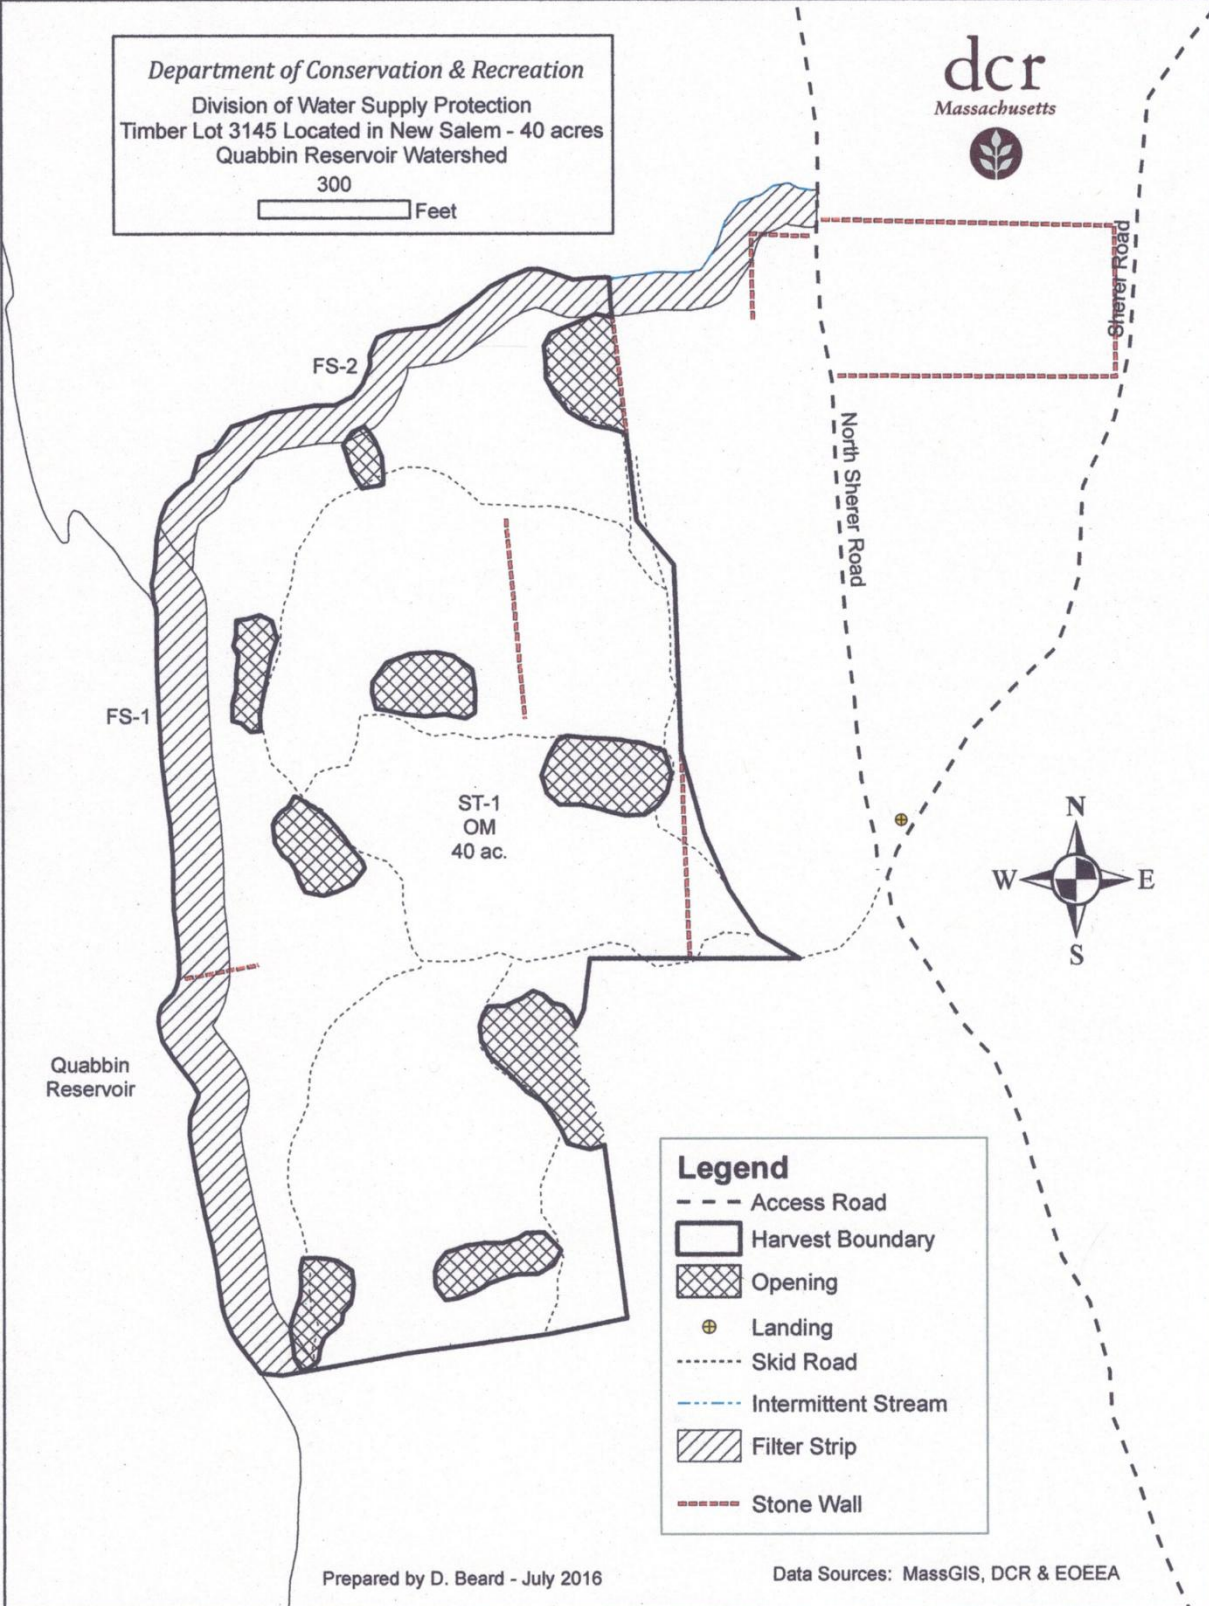 Department of Conservation & Recreation
Division of Water Supply Protection
Timber Lot 3145 Located in New Salem - 40 acres
Quabbin Reservoir Watershed
300
Feet
dcr
Massachusetts
Sherer Road
FS-2
North Sherer Road
FS-1
ST-1
OM
40 ac.
N
W
E
S
Quabbin
Reservoir
Legend
Access Road
Harvest Boundary
Opening
Landing
Skid Road
Intermittent Stream
Filter Strip
Stone Wall
Prepared by D. Beard - July 2016
Data Sources: MassGIS, DCR & EOEEA